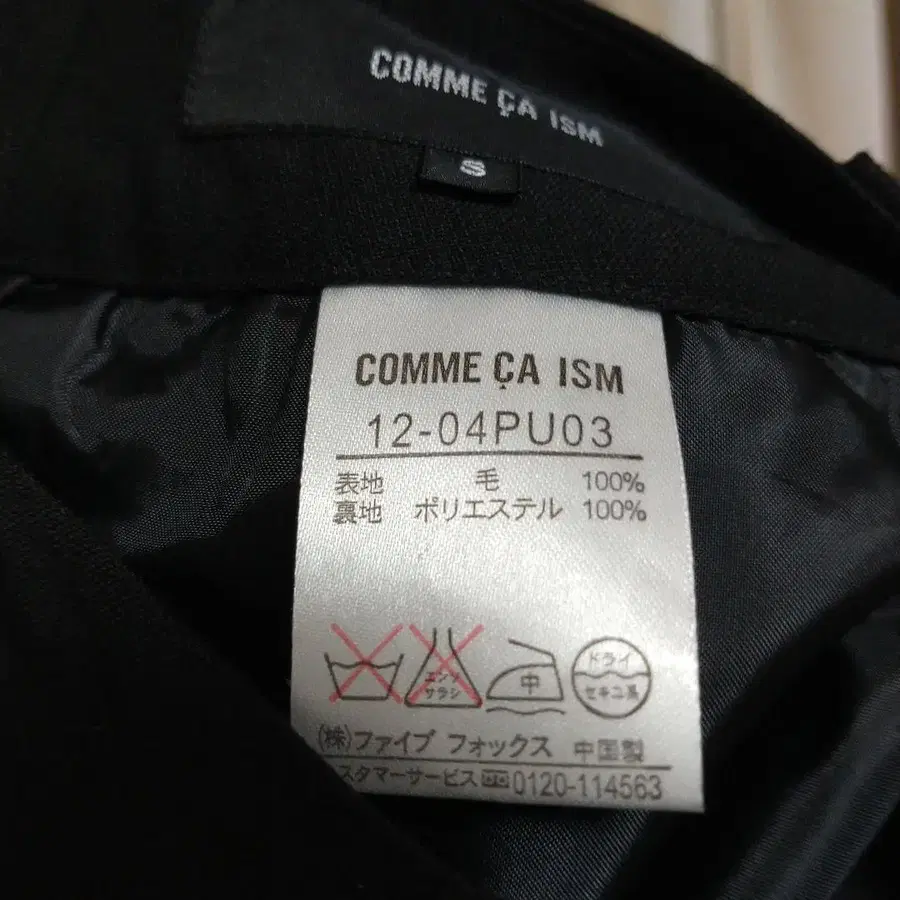 COMME ÇA ISM
S
COMME ÇA ISM
12-04PU03
表地 毛 100%
裏地 ポリエステル 100%
エンソ サラシ 中 ドライ セキユ系
(株)ファイブ フォックス 中国製
スタマーサービス 0120-114563